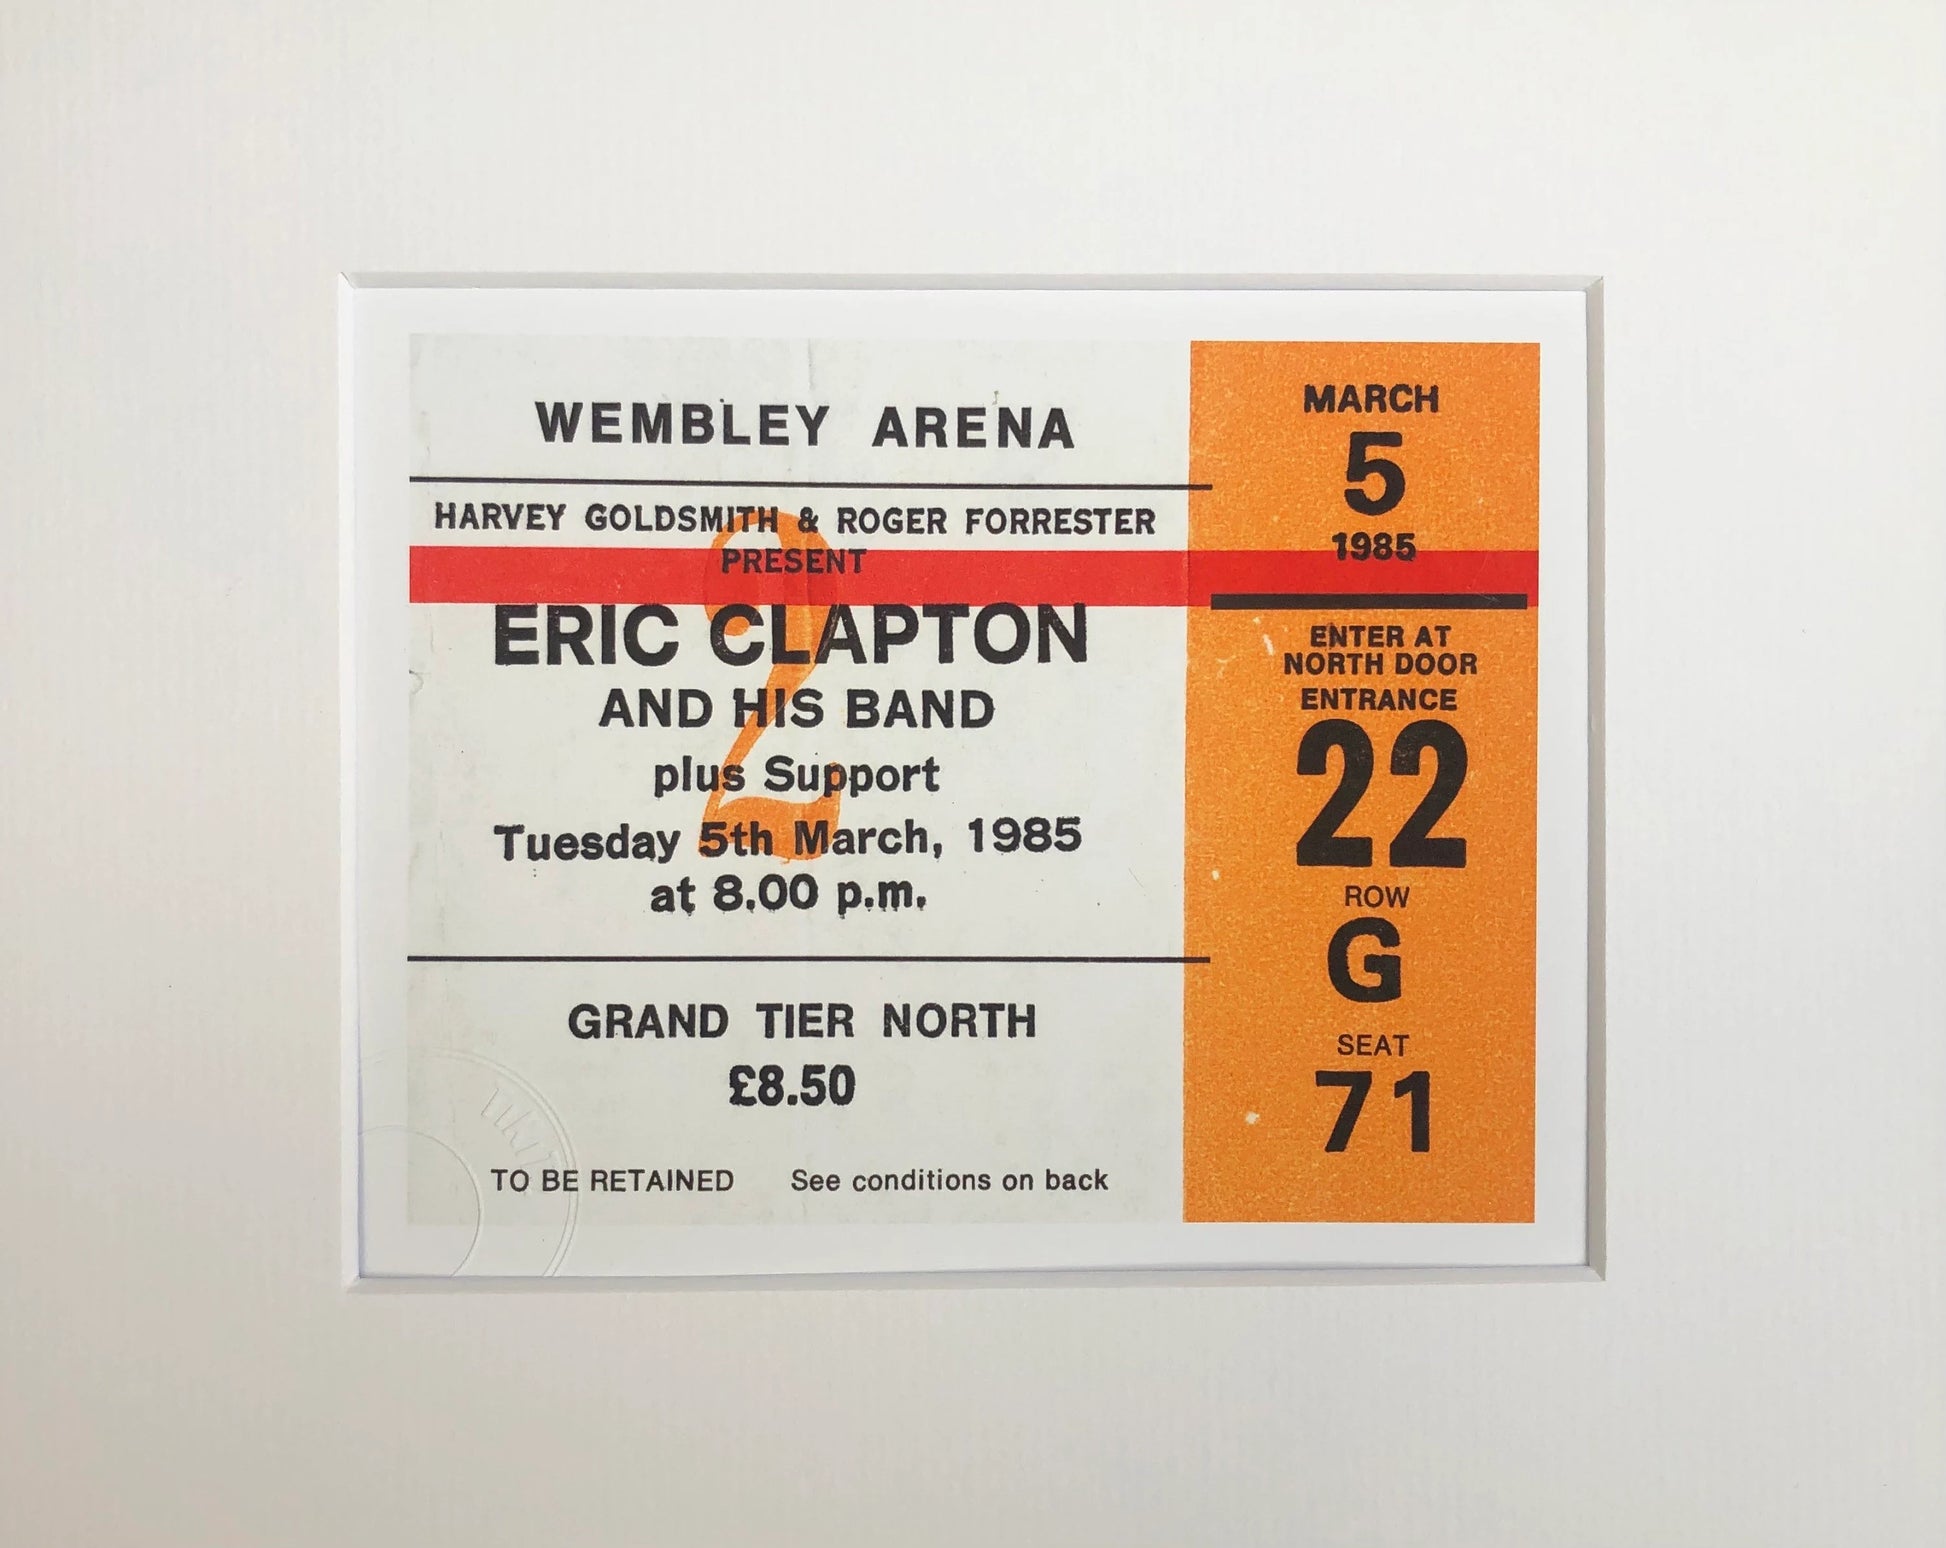 WEMBLEY ARENA
HARVEY GOLDSMITH & ROGER FORRESTER
PRESENT
2
ERIC CLAPTON
AND HIS BAND
plus Support
Tuesday 5th March, 1985
at 8.00 p.m.
GRAND TIER NORTH
£8.50
TO BE RETAINED See conditions on back
MARCH
5
1985
ENTER AT
NORTH DOOR
ENTRANCE
22
ROW
G
SEAT
71